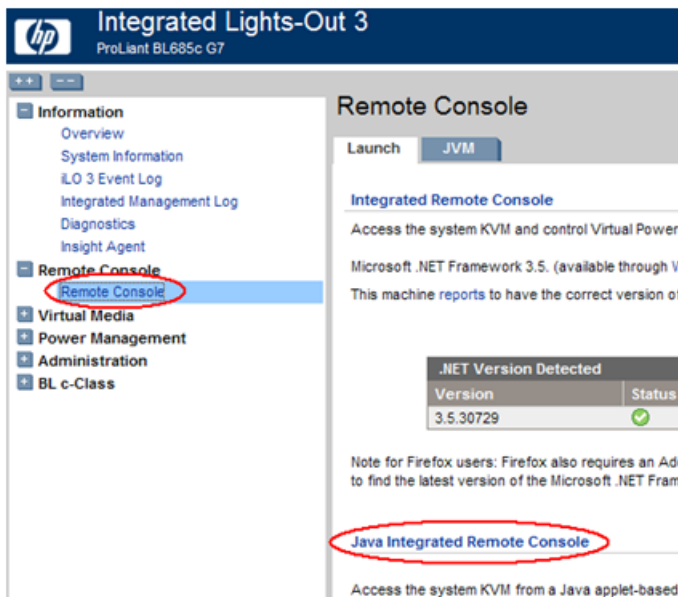 hp
Integrated Lights-Out 3
ProLiant BL685c G7
++ --
Information
Overview
System Information
iLO 3 Event Log
Integrated Management Log
Diagnostics
Insight Agent
Remote Console
Remote Console
Virtual Media
Power Management
Administration
BL c-Class
Remote Console
Launch JVM
Integrated Remote Console
Access the system KVM and control Virtual Power
Microsoft .NET Framework 3.5. (available through
This machine reports to have the correct version of
.NET Version Detected
Version Status
3.5.30729
Note for Firefox users: Firefox also requires an Ad
to find the latest version of the Microsoft .NET Fram
Java Integrated Remote Console
Access the system KVM from a Java applet-based